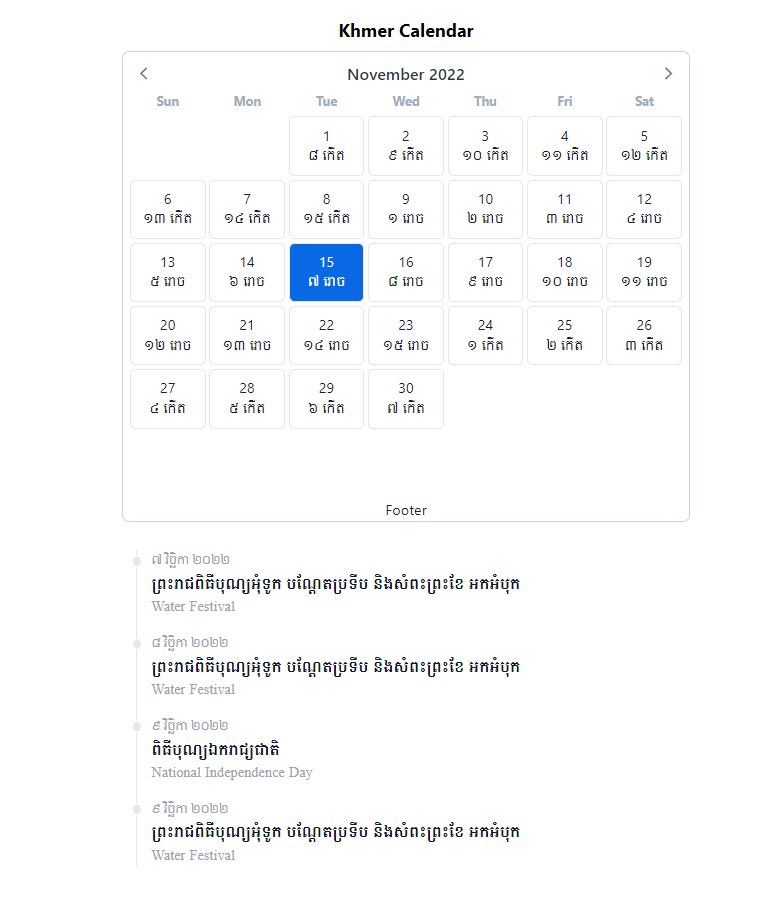 Khmer Calendar
November 2022
Sun Mon Tue Wed Thu Fri Sat
1 2 3 4 5
៨ កើត ៩ កើត ១០ កើត ១១ កើត ១២ កើត
6 7 8 9 10 11 12
១៣ កើត ១៤ កើត ១៥ កើត ១ រោច ២ រោច ៣ រោច ៤ រោច
13 14 15 16 17 18 19
៥ រោច ៦ រោច ៧ រោច ៨ រោច ៩ រោច ១០ រោច ១១ រោច
20 21 22 23 24 25 26
១២ រោច ១៣ រោច ១៤ រោច ១៥ រោច ១ កើត ២ កើត ៣ កើត
27 28 29 30
៤ កើត ៥ កើត ៦ កើត ៧ កើត
Footer
៧ វិច្ឆិកា ២០២២
ព្រះរាជពិធីបុណ្យអុំទូក បណ្តែតប្រទីប និងសំពះព្រះខែ អកអំបុក
Water Festival
៨ វិច្ឆិកា ២០២២
ព្រះរាជពិធីបុណ្យអុំទូក បណ្តែតប្រទីប និងសំពះព្រះខែ អកអំបុក
Water Festival
៩ វិច្ឆិកា ២០២២
ពិធីបុណ្យឯករាជ្យជាតិ
National Independence Day
៩ វិច្ឆិកា ២០២២
ព្រះរាជពិធីបុណ្យអុំទូក បណ្តែតប្រទីប និងសំពះព្រះខែ អកអំបុក
Water Festival